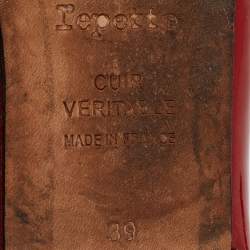 repetto
CUIR
VERITABLE
MADE IN FRANCE
39